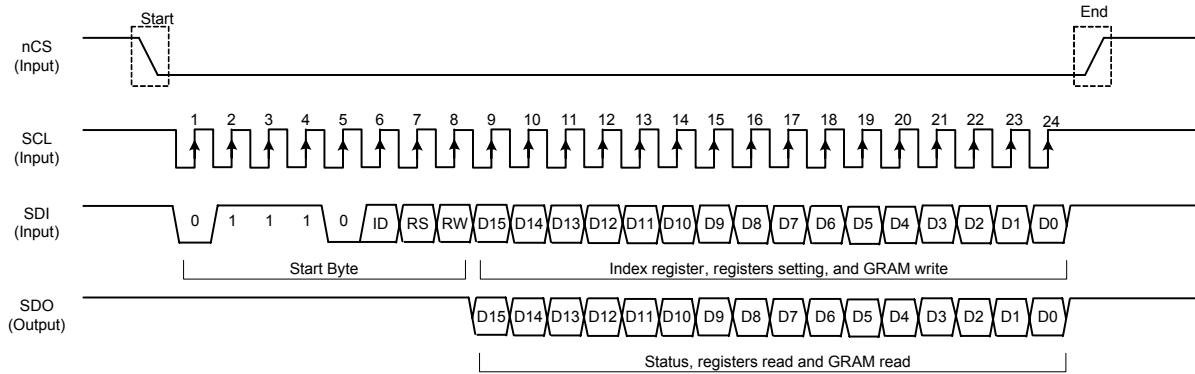 Start
End
nCS
(Input)
1 2 3 4 5 6 7 8 9 10 11 12 13 14 15 16 17 18 19 20 21 22 23 24
SCL
(Input)
SDI
(Input)
0 1 1 1 0 ID RS RW D15 D14 D13 D12 D11 D10 D9 D8 D7 D6 D5 D4 D3 D2 D1 D0
Start Byte
Index register, registers setting, and GRAM write
SDO
(Output)
D15 D14 D13 D12 D11 D10 D9 D8 D7 D6 D5 D4 D3 D2 D1 D0
Status, registers read and GRAM read